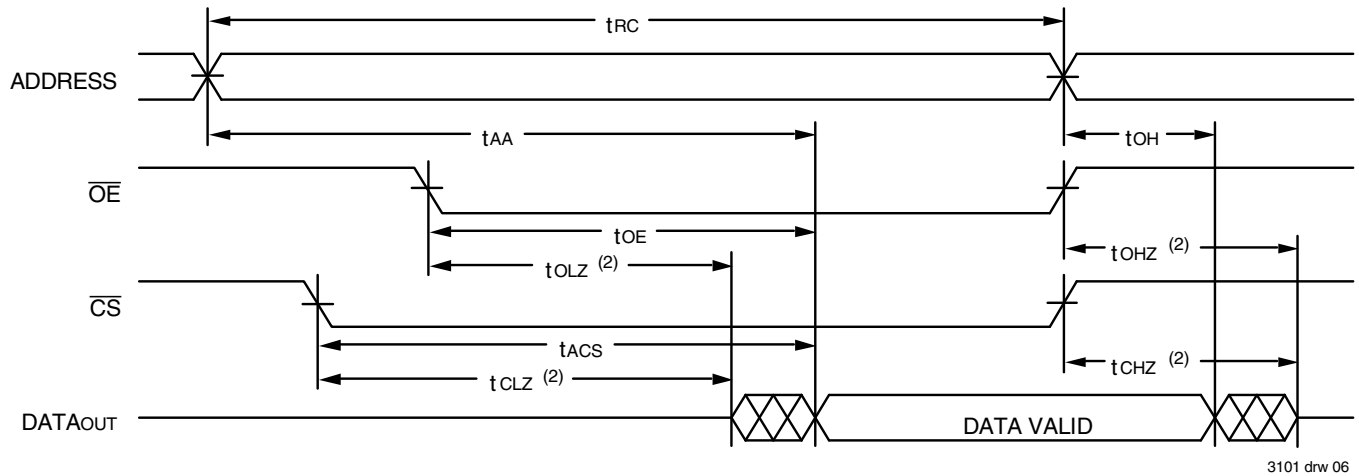 tRC
ADDRESS
tAA
tOH
OE
tOE
tOLZ (2)
tOHZ (2)
CS
tACS
tCLZ (2)
tCHZ (2)
DATAOUT
DATA VALID
3101 drw 06